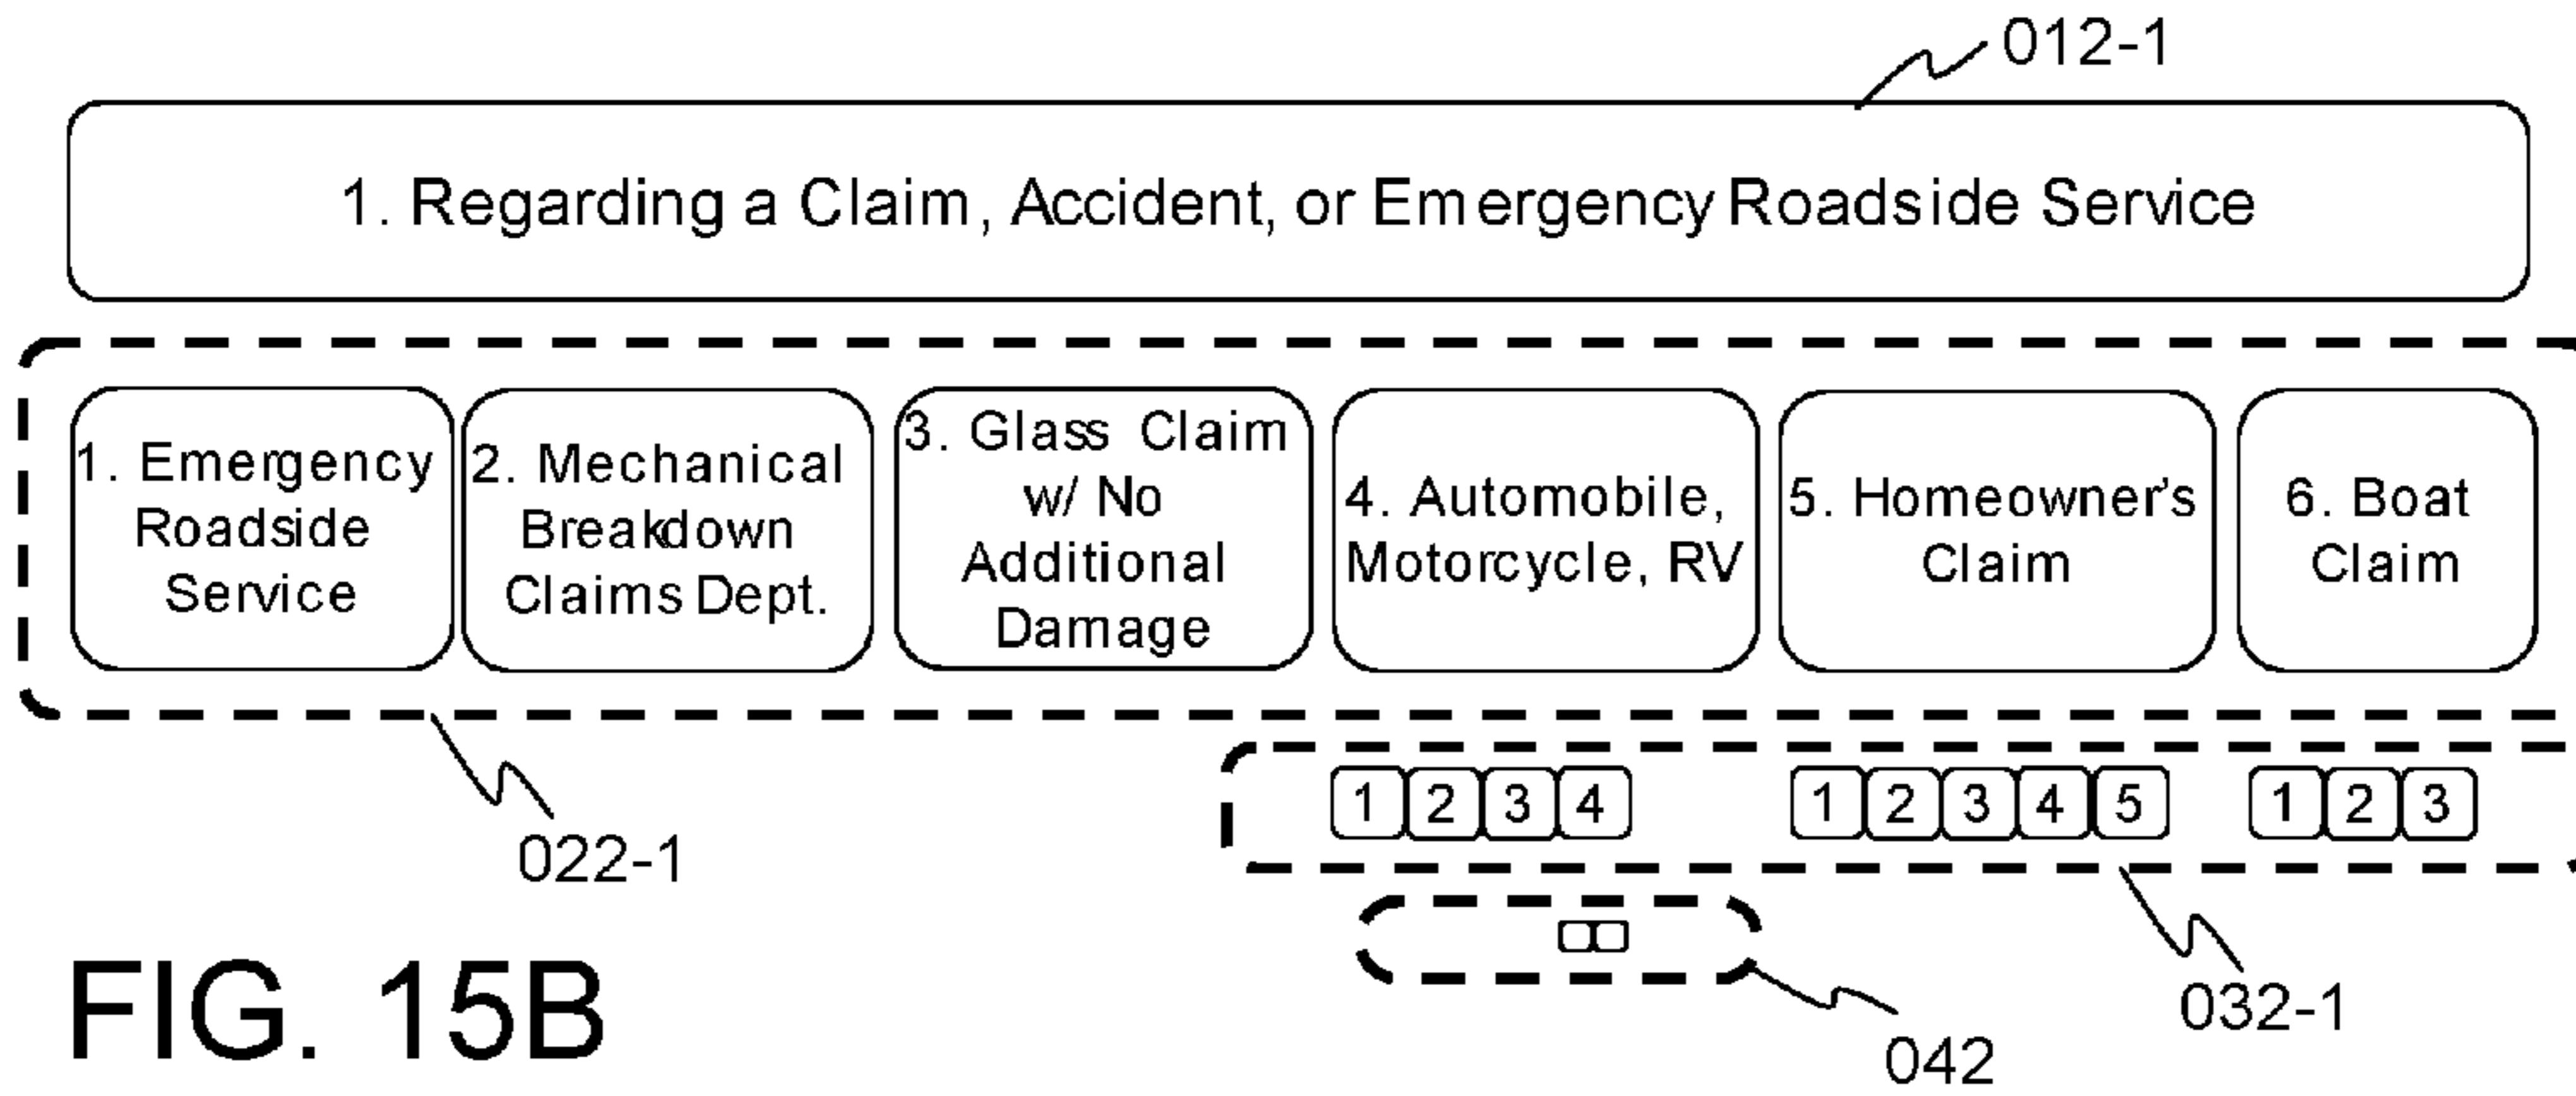 012-1
1. Regarding a Claim, Accident, or Emergency Roadside Service
1. Emergency
Roadside
Service
2. Mechanical
Breakdown
Claims Dept.
3. Glass Claim
w/ No
Additional
Damage
4. Automobile,
Motorcycle, RV
5. Homeowner's
Claim
6. Boat
Claim
1 2 3 4
1 2 3 4 5
1 2 3
022-1
032-1
042
FIG. 15B